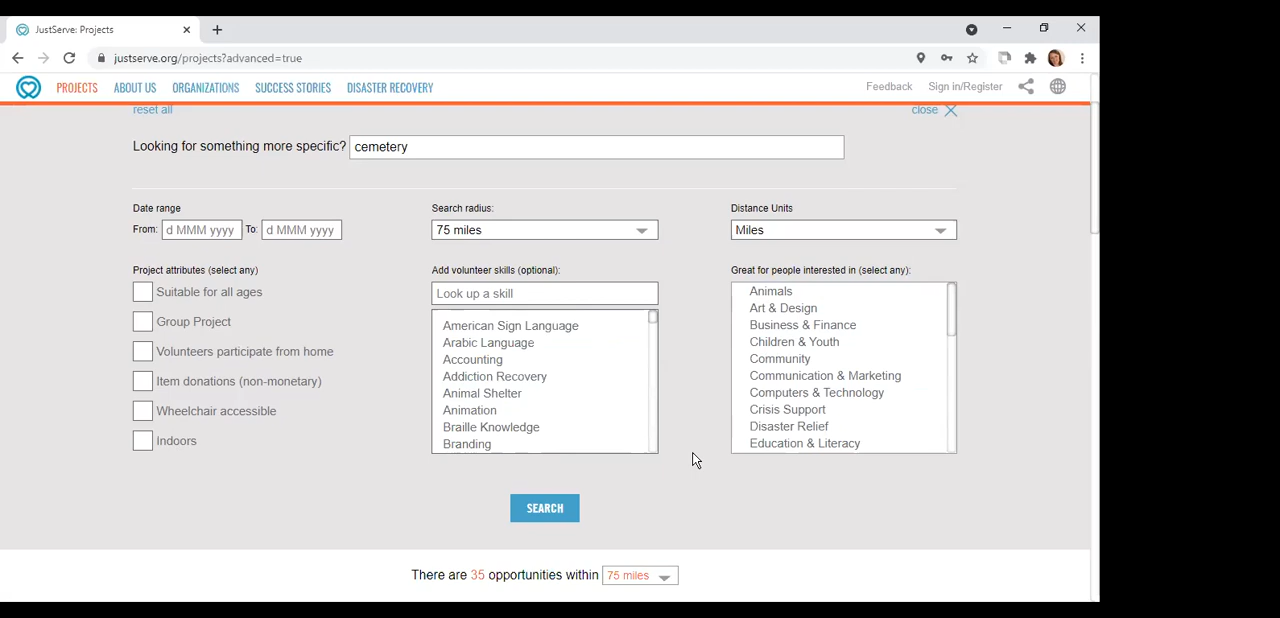 JustServe: Projects
justserve.org/projects?advanced=true
PROJECTS ABOUT US ORGANIZATIONS SUCCESS STORIES DISASTER RECOVERY Feedback Sign in/Register
reset all close
Looking for something more specific? cemetery
Date range Search radius: Distance Units
From: d MMM yyyy To: d MMM yyyy 75 miles Miles
Project attributes (select any) Add volunteer skills (optional): Great for people interested in (select any):
Suitable for all ages
Group Project
Volunteers participate from home
Item donations (non-monetary)
Wheelchair accessible
Indoors
Look up a skill
American Sign Language
Arabic Language
Accounting
Addiction Recovery
Animal Shelter
Animation
Braille Knowledge
Branding
Animals
Art & Design
Business & Finance
Children & Youth
Community
Communication & Marketing
Computers & Technology
Crisis Support
Disaster Relief
Education & Literacy
SEARCH
There are 35 opportunities within 75 miles